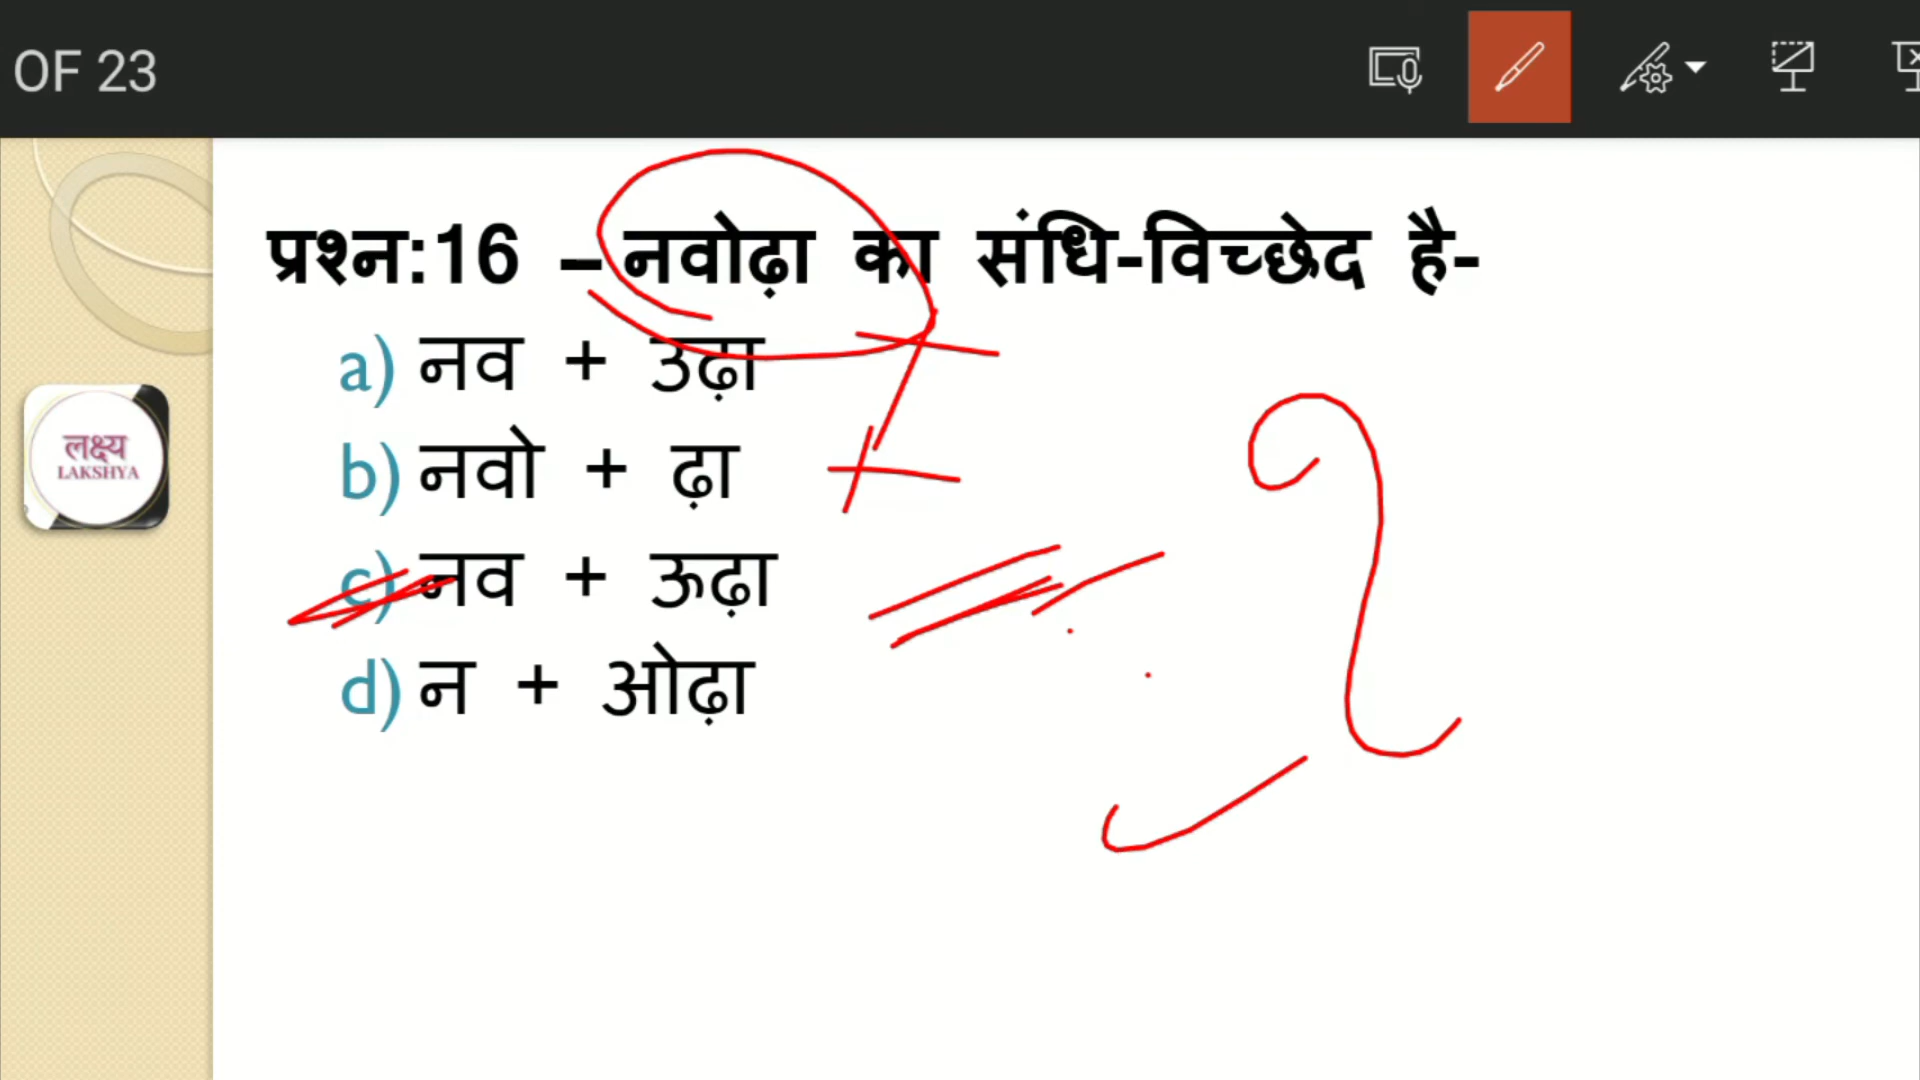 OF 23
प्रश्न:16 – नवोढ़ा का संधि-विच्छेद है-
a) नव + उढ़ा
b) नवो + ढ़ा
c) नव + ऊढ़ा
d) न + ओढ़ा
लक्ष्य
LAKSHYA